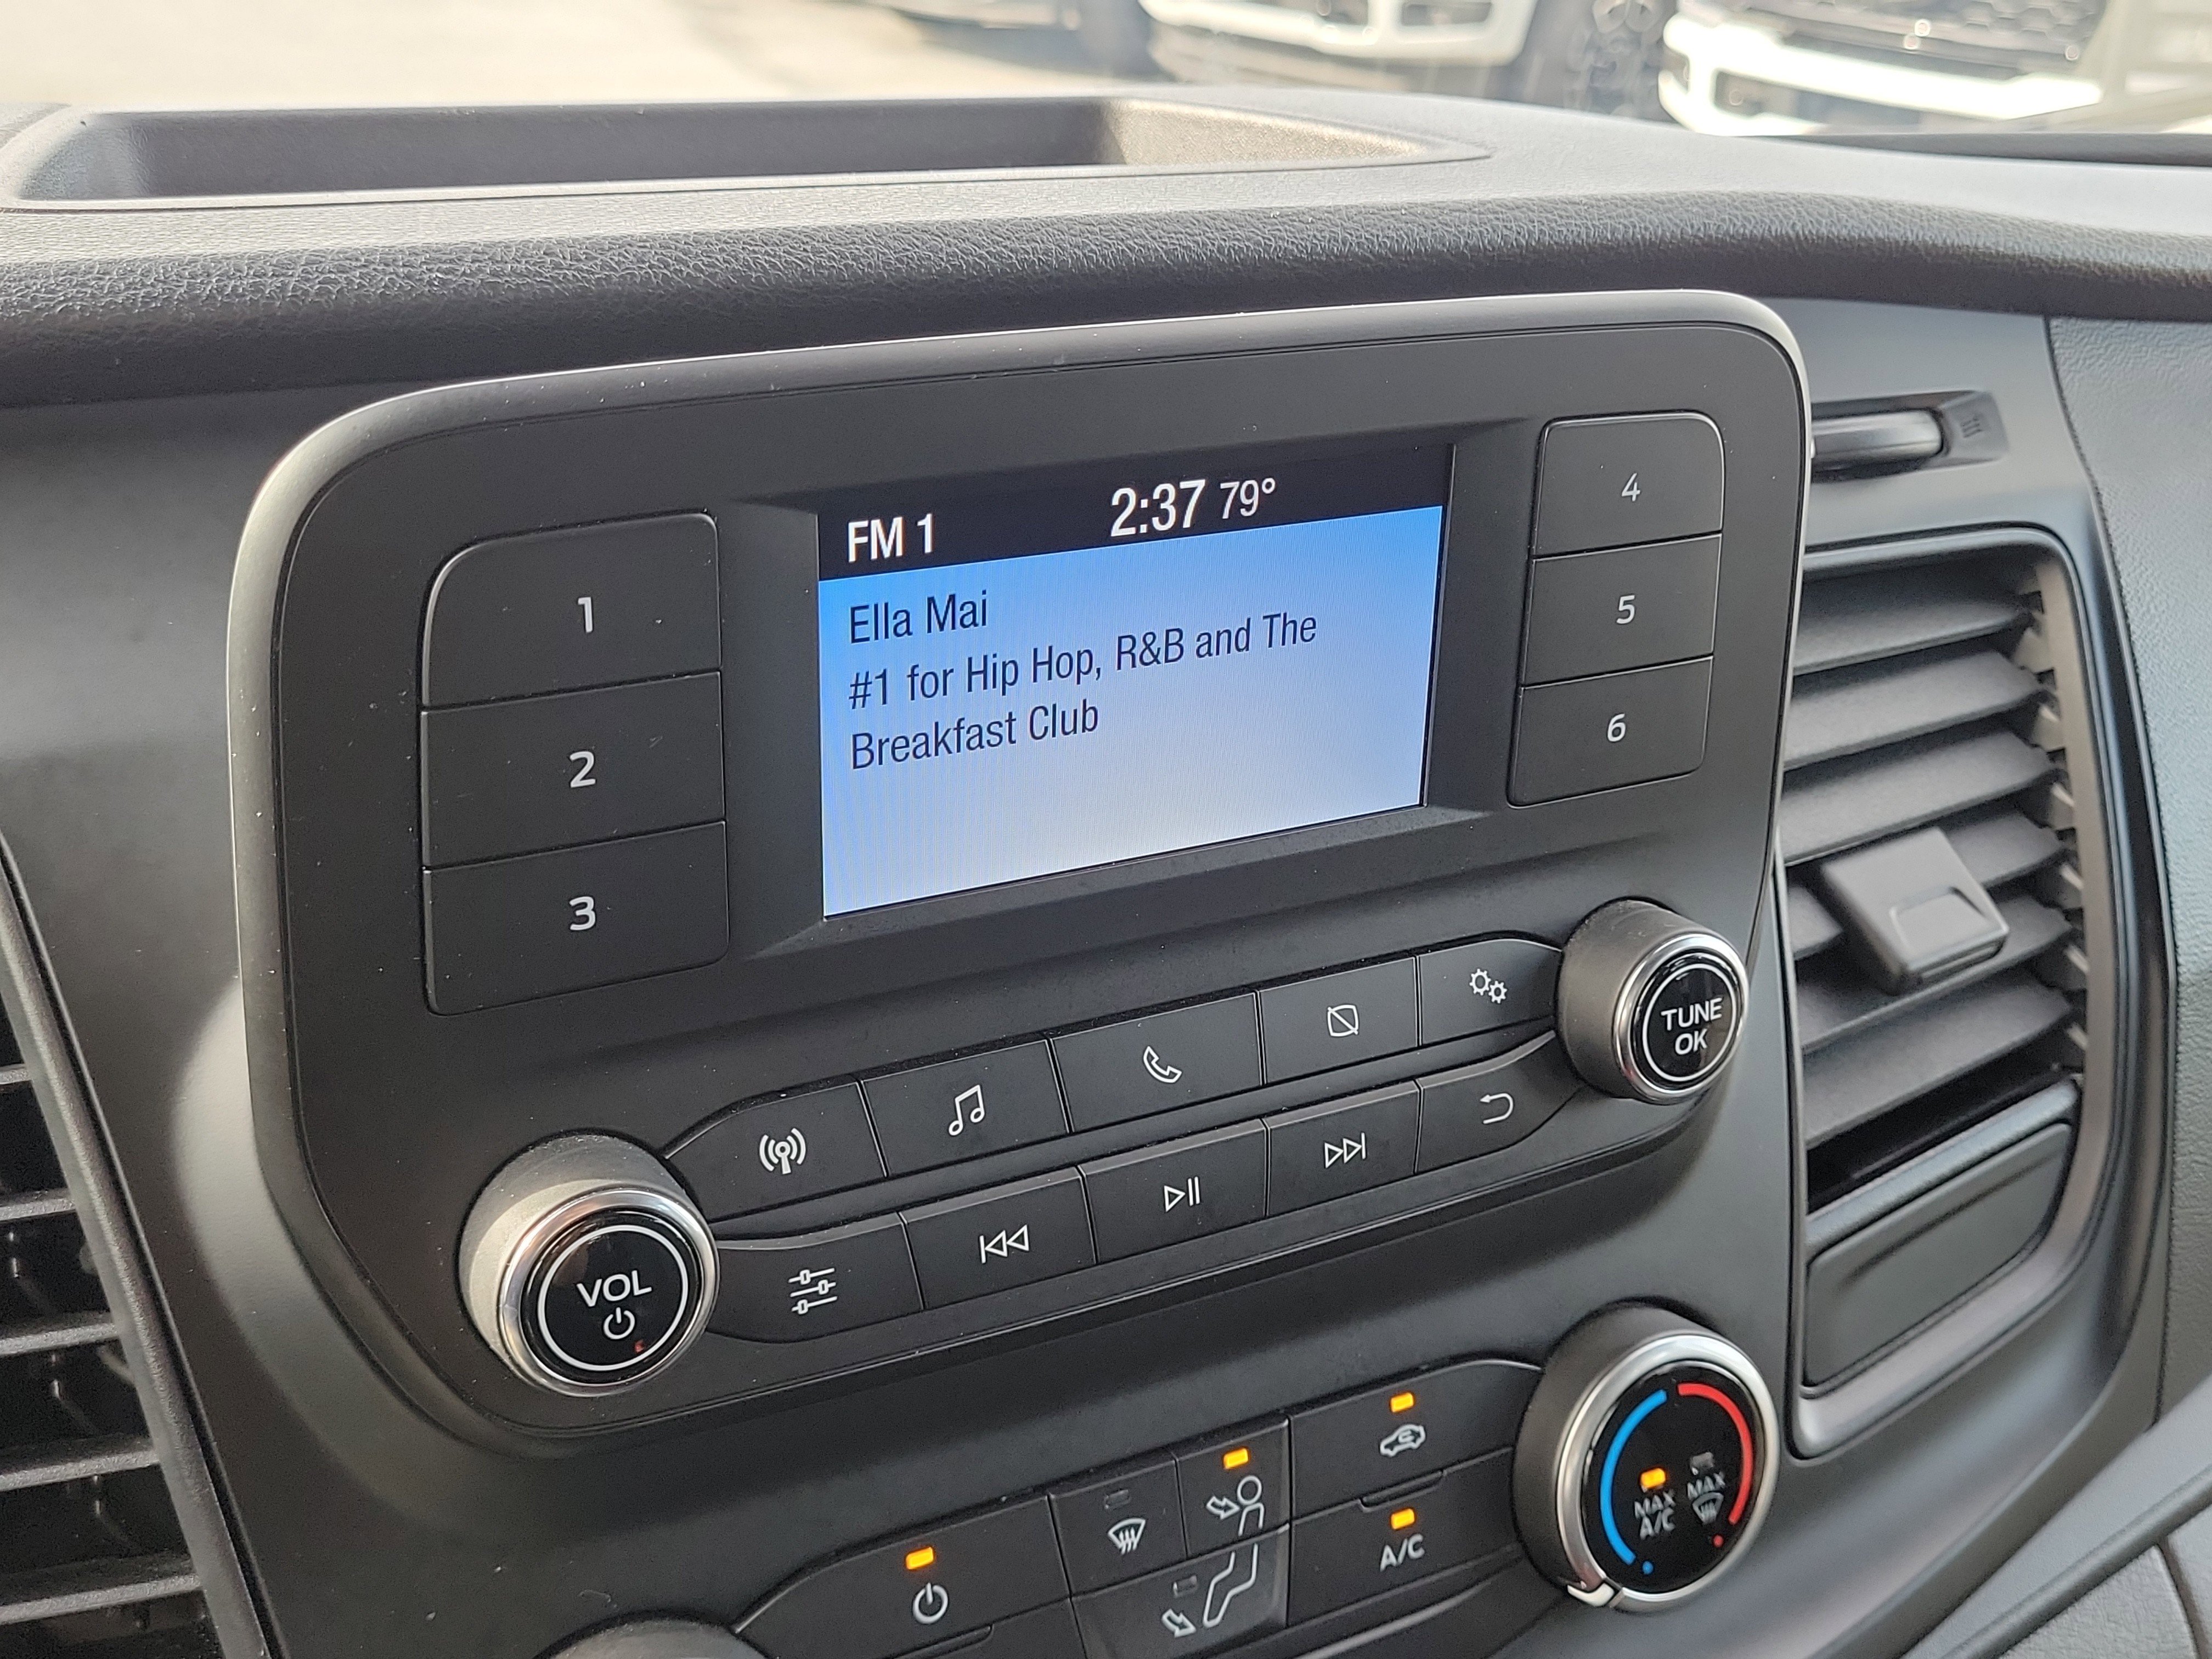 FM 1 2:37 79°
Ella Mai
#1 for Hip Hop, R&B and The
Breakfast Club
1
2
3
4
5
6
TUNE
OK
VOL
A/C
MAX
A/C
MAX